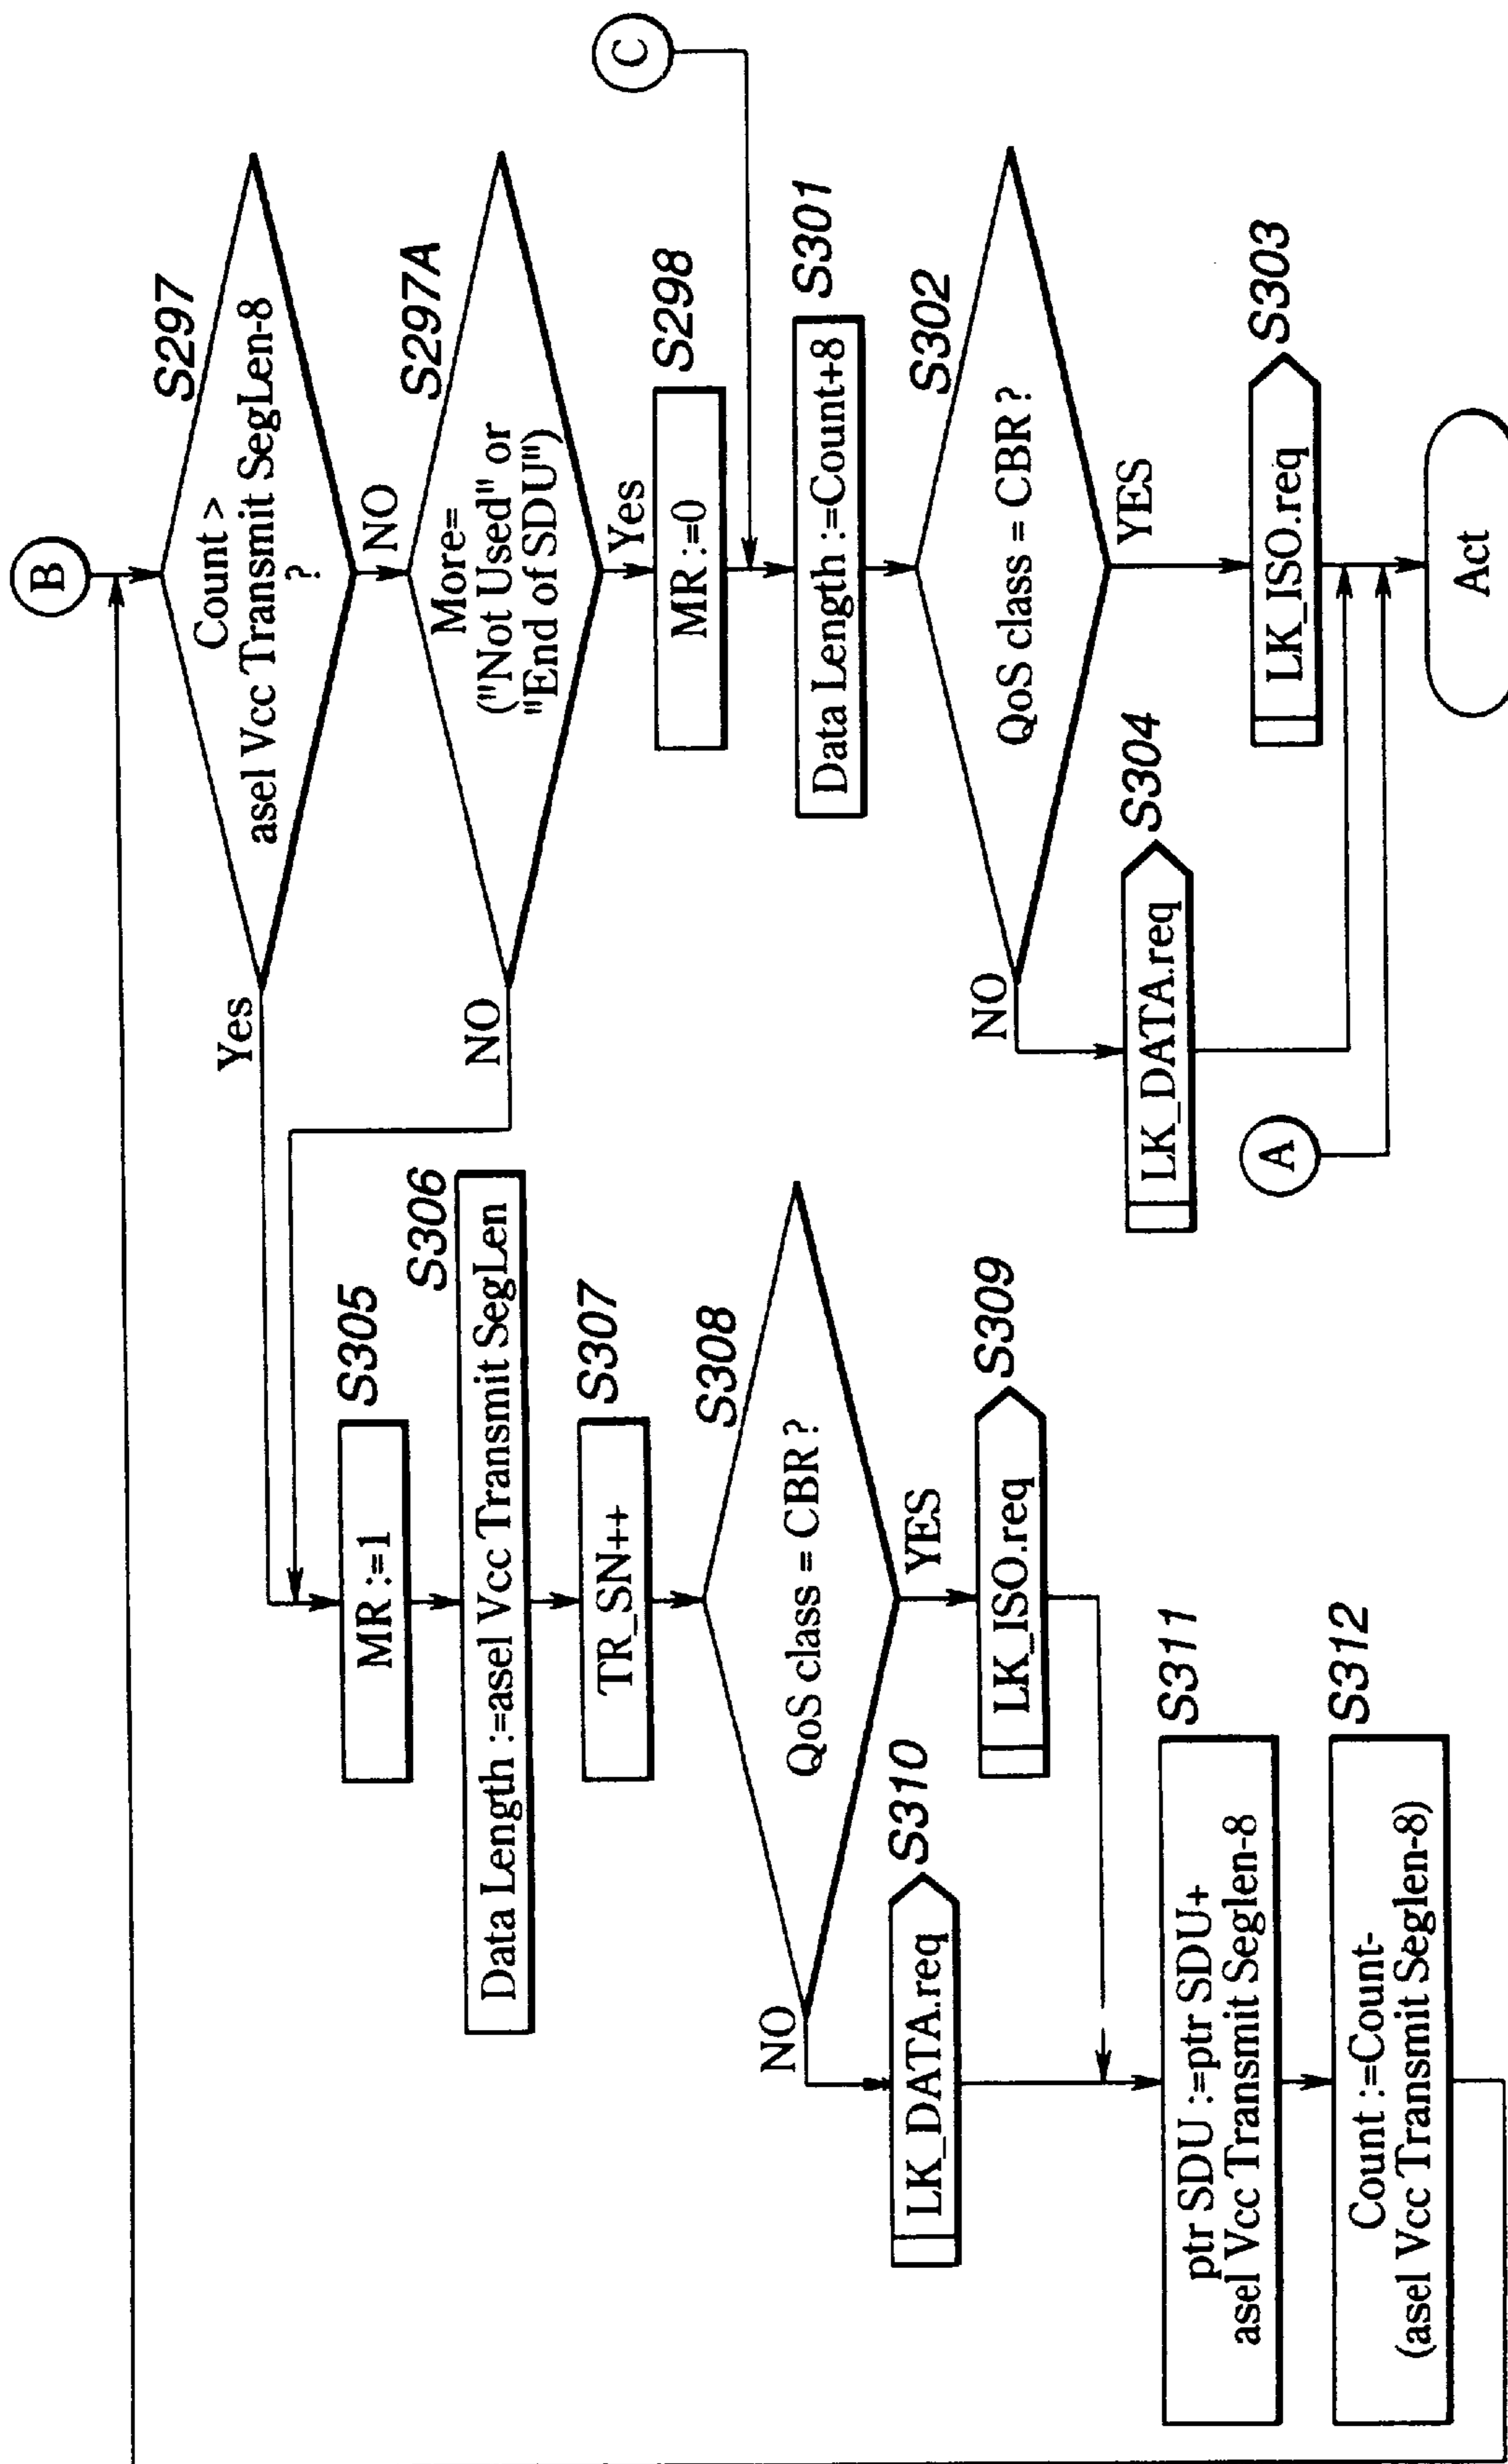 B
S297
Count >
asel Vcc Transmit SegLen-8
?
Yes
NO
S297A
More=
("Not Used" or
"End of SDU")
NO
Yes
S298
MR :=0
C
S301
Data Length :=Count+8
S302
QoS class = CBR ?
NO
YES
S303
LK_ISO.req
S304
LK_DATA.req
A
Act
S305
MR :=1
S306
Data Length :=asel Vcc Transmit SegLen
S307
TR_SN++
S308
QoS class = CBR ?
NO
YES
S309
LK_ISO.req
S310
LK_DATA.req
S311
ptr SDU :=ptr SDU+
asel Vcc Transmit Seglen-8
S312
Count :=Count-
(asel Vcc Transmit Seglen-8)